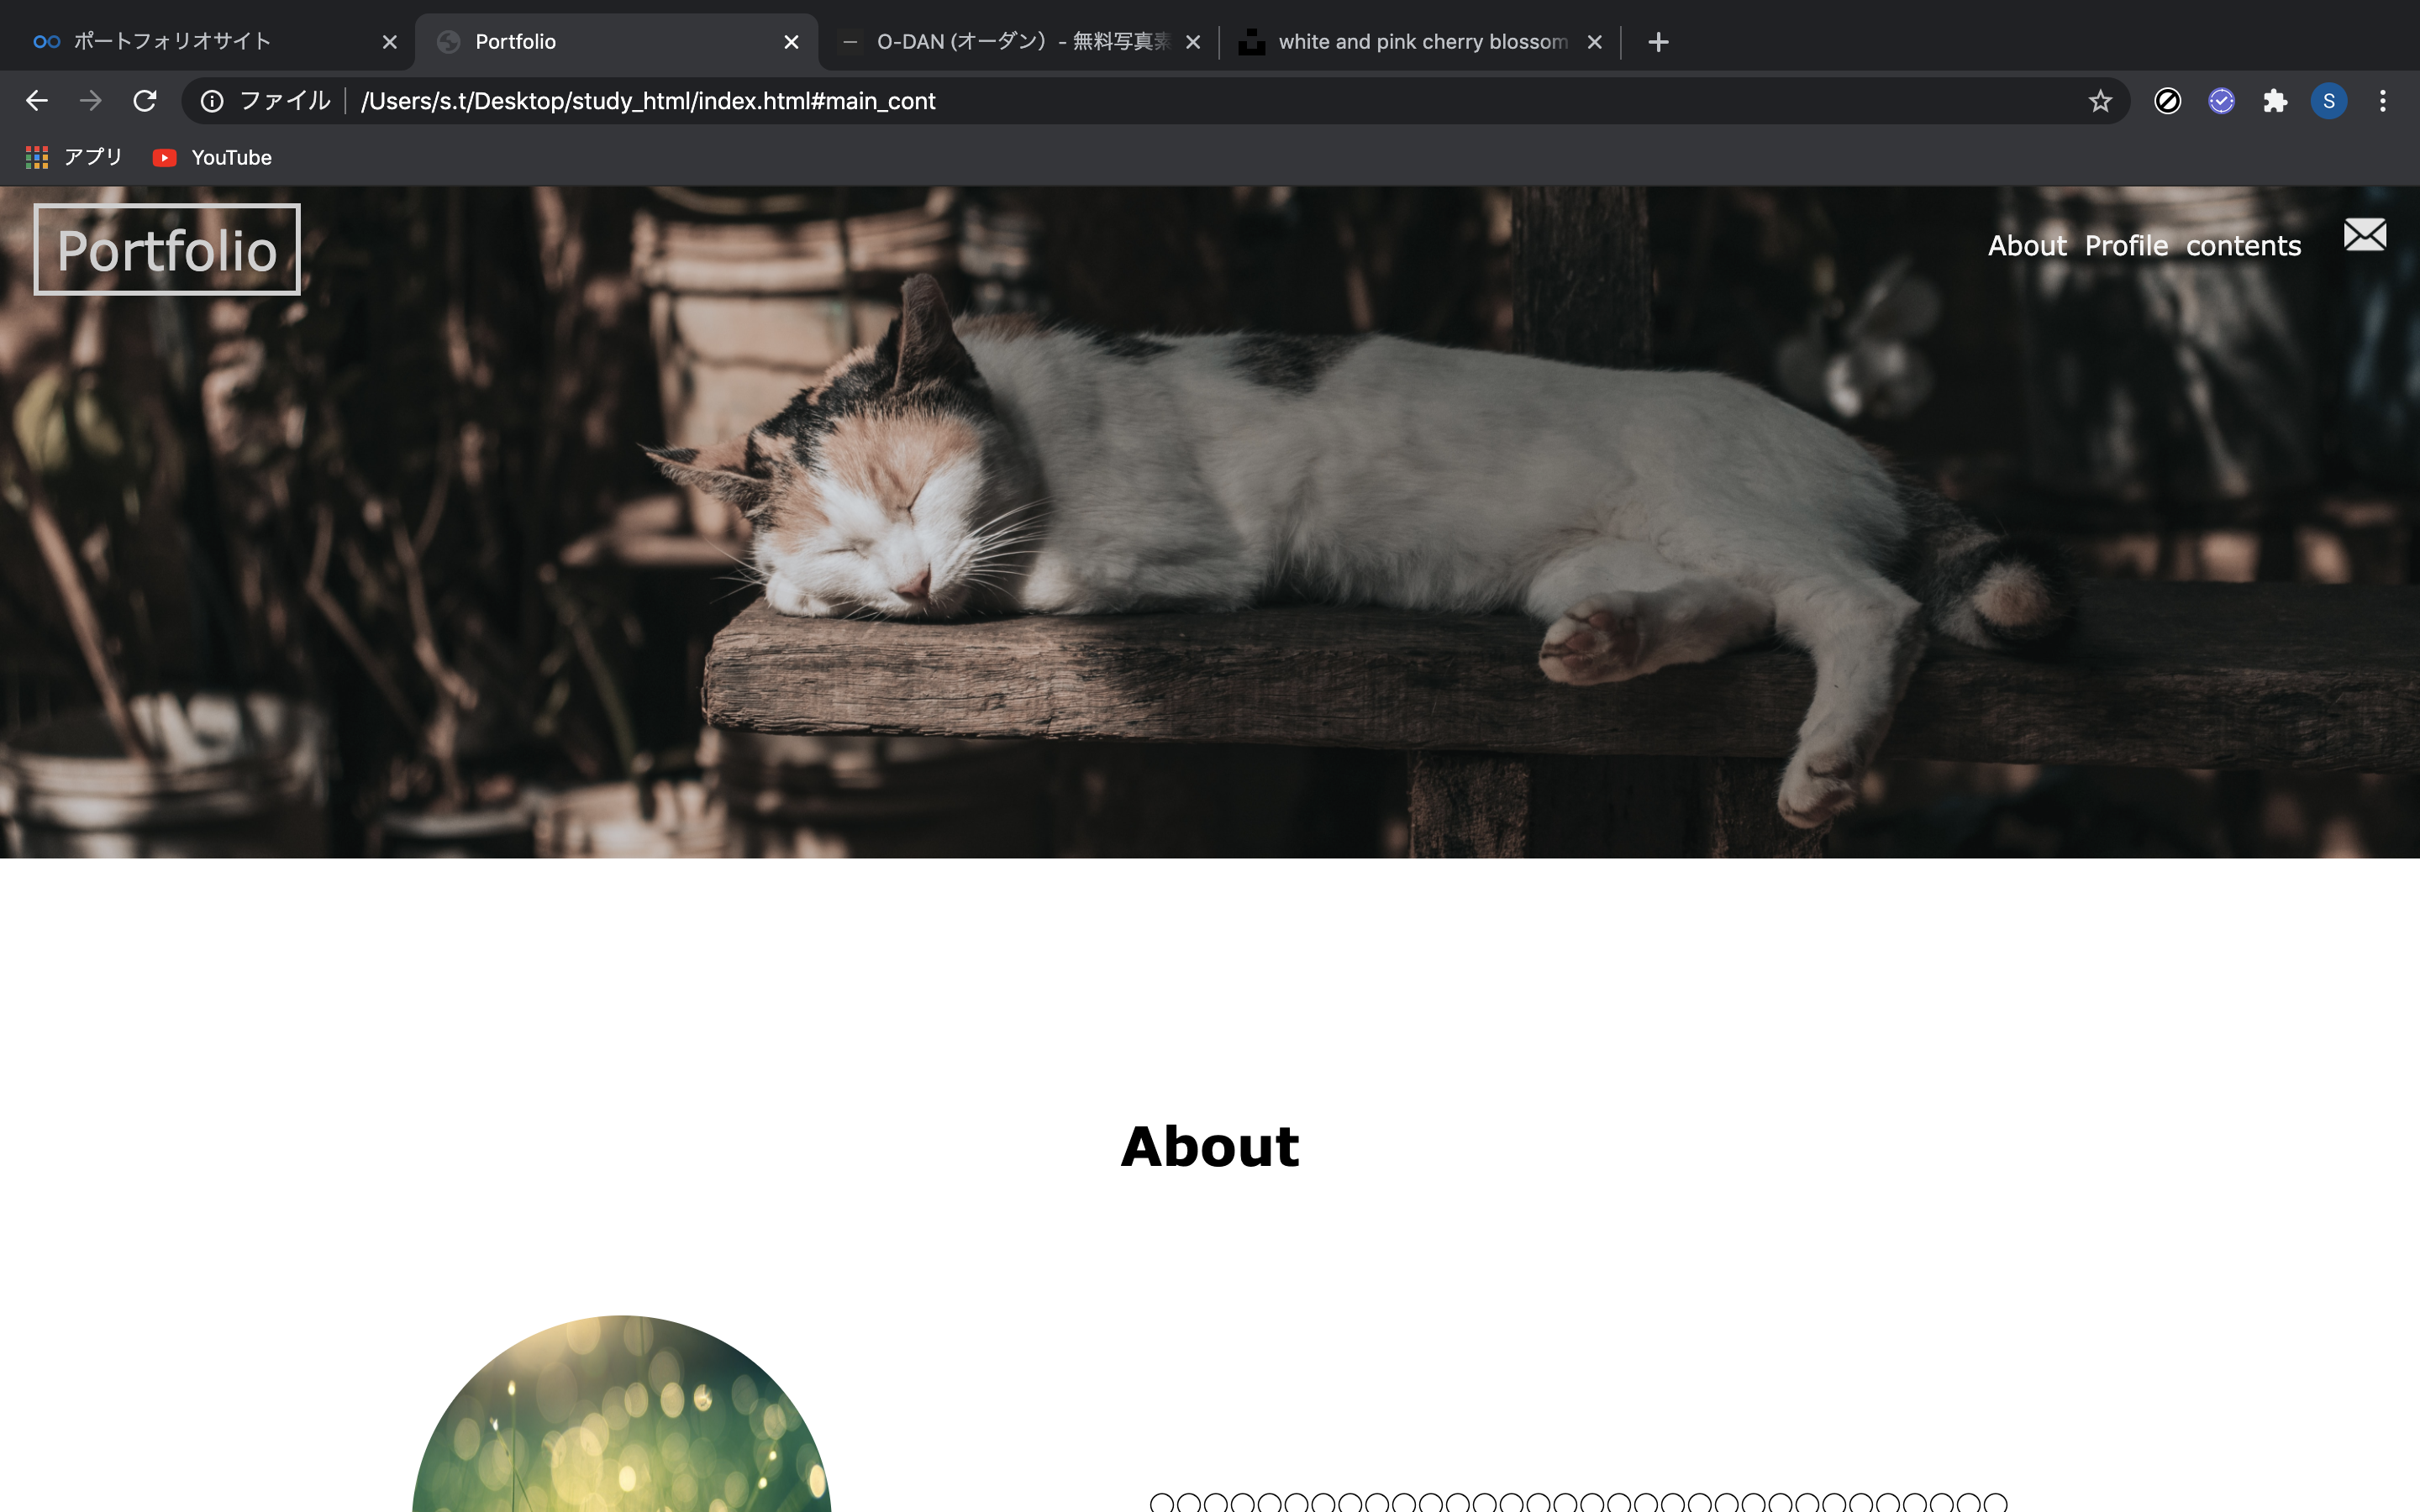 ポートフォリオサイト
Portfolio
O-DAN (オーダン) - 無料写真素
white and pink cherry blossom
ファイル
/Users/s.t/Desktop/study_html/index.html#main_cont
S
アプリ
YouTube
Portfolio
About Profile contents
About
○○○○○○○○○○○○○○○○○○○○○○○○○○○○○○○○